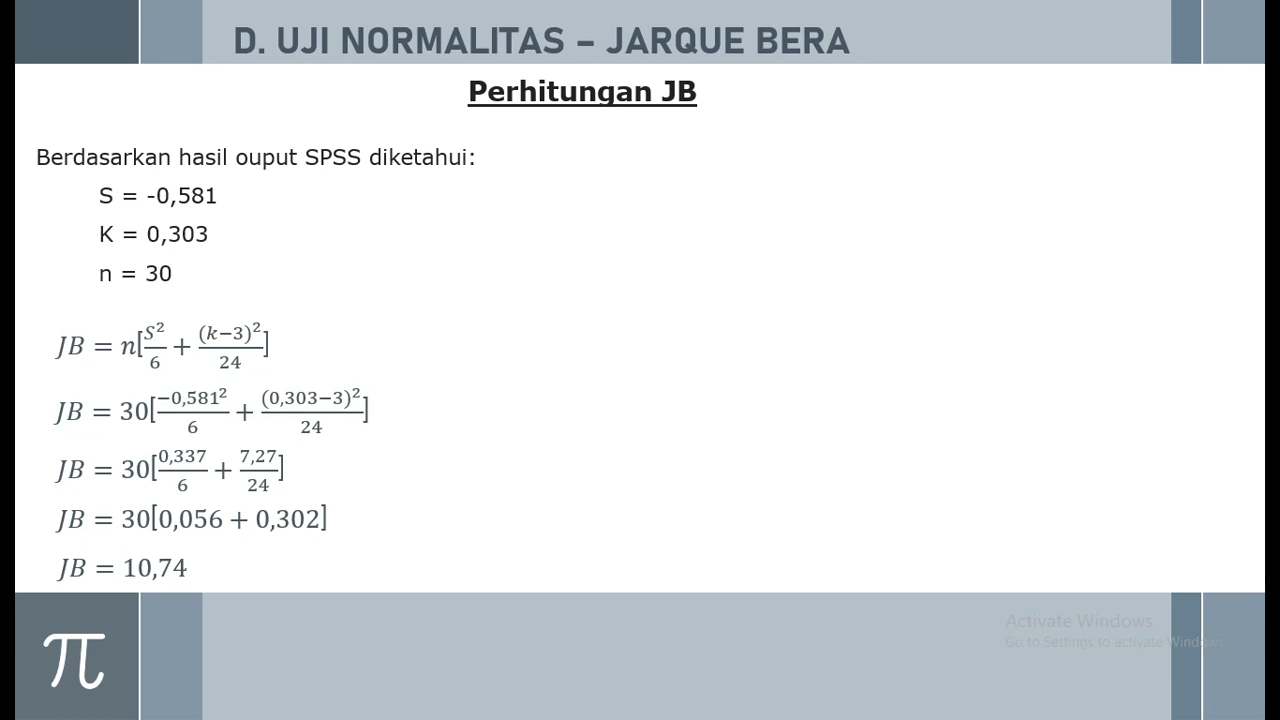 D. UJI NORMALITAS – JARQUE BERA
Perhitungan JB
Berdasarkan hasil ouput SPSS diketahui:
S = -0,581
K = 0,303
n = 30
JB = n[S²/6 + (k−3)²/24]
JB = 30[−0,581²/6 + (0,303−3)²/24]
JB = 30[0,337/6 + 7,27/24]
JB = 30[0,056 + 0,302]
JB = 10,74
Activate Windows
Go to Settings to activate Windows.
π